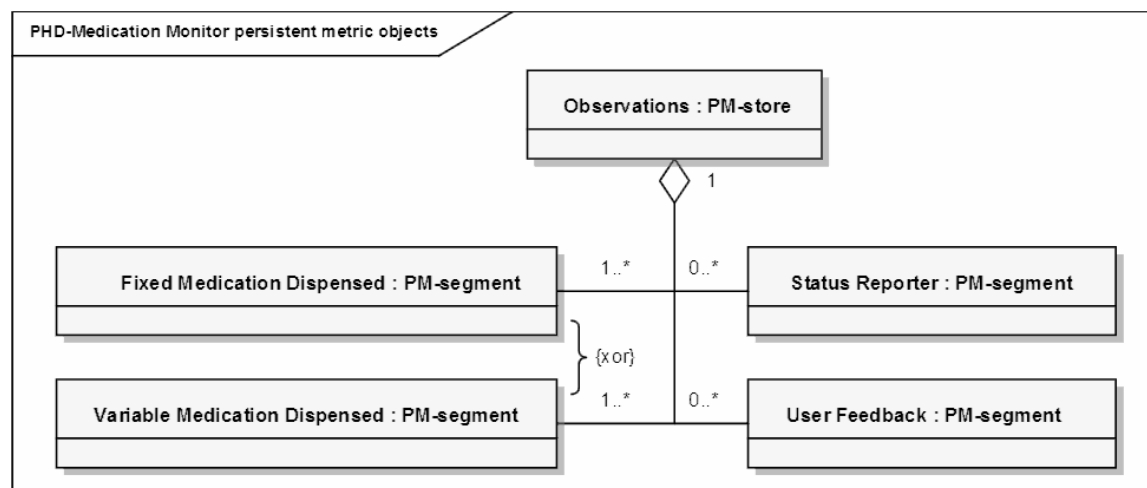 PHD-Medication Monitor persistent metric objects
Observations : PM-store
1
Fixed Medication Dispensed : PM-segment
1..*
0..*
Status Reporter : PM-segment
{xor}
Variable Medication Dispensed : PM-segment
1..*
0..*
User Feedback : PM-segment